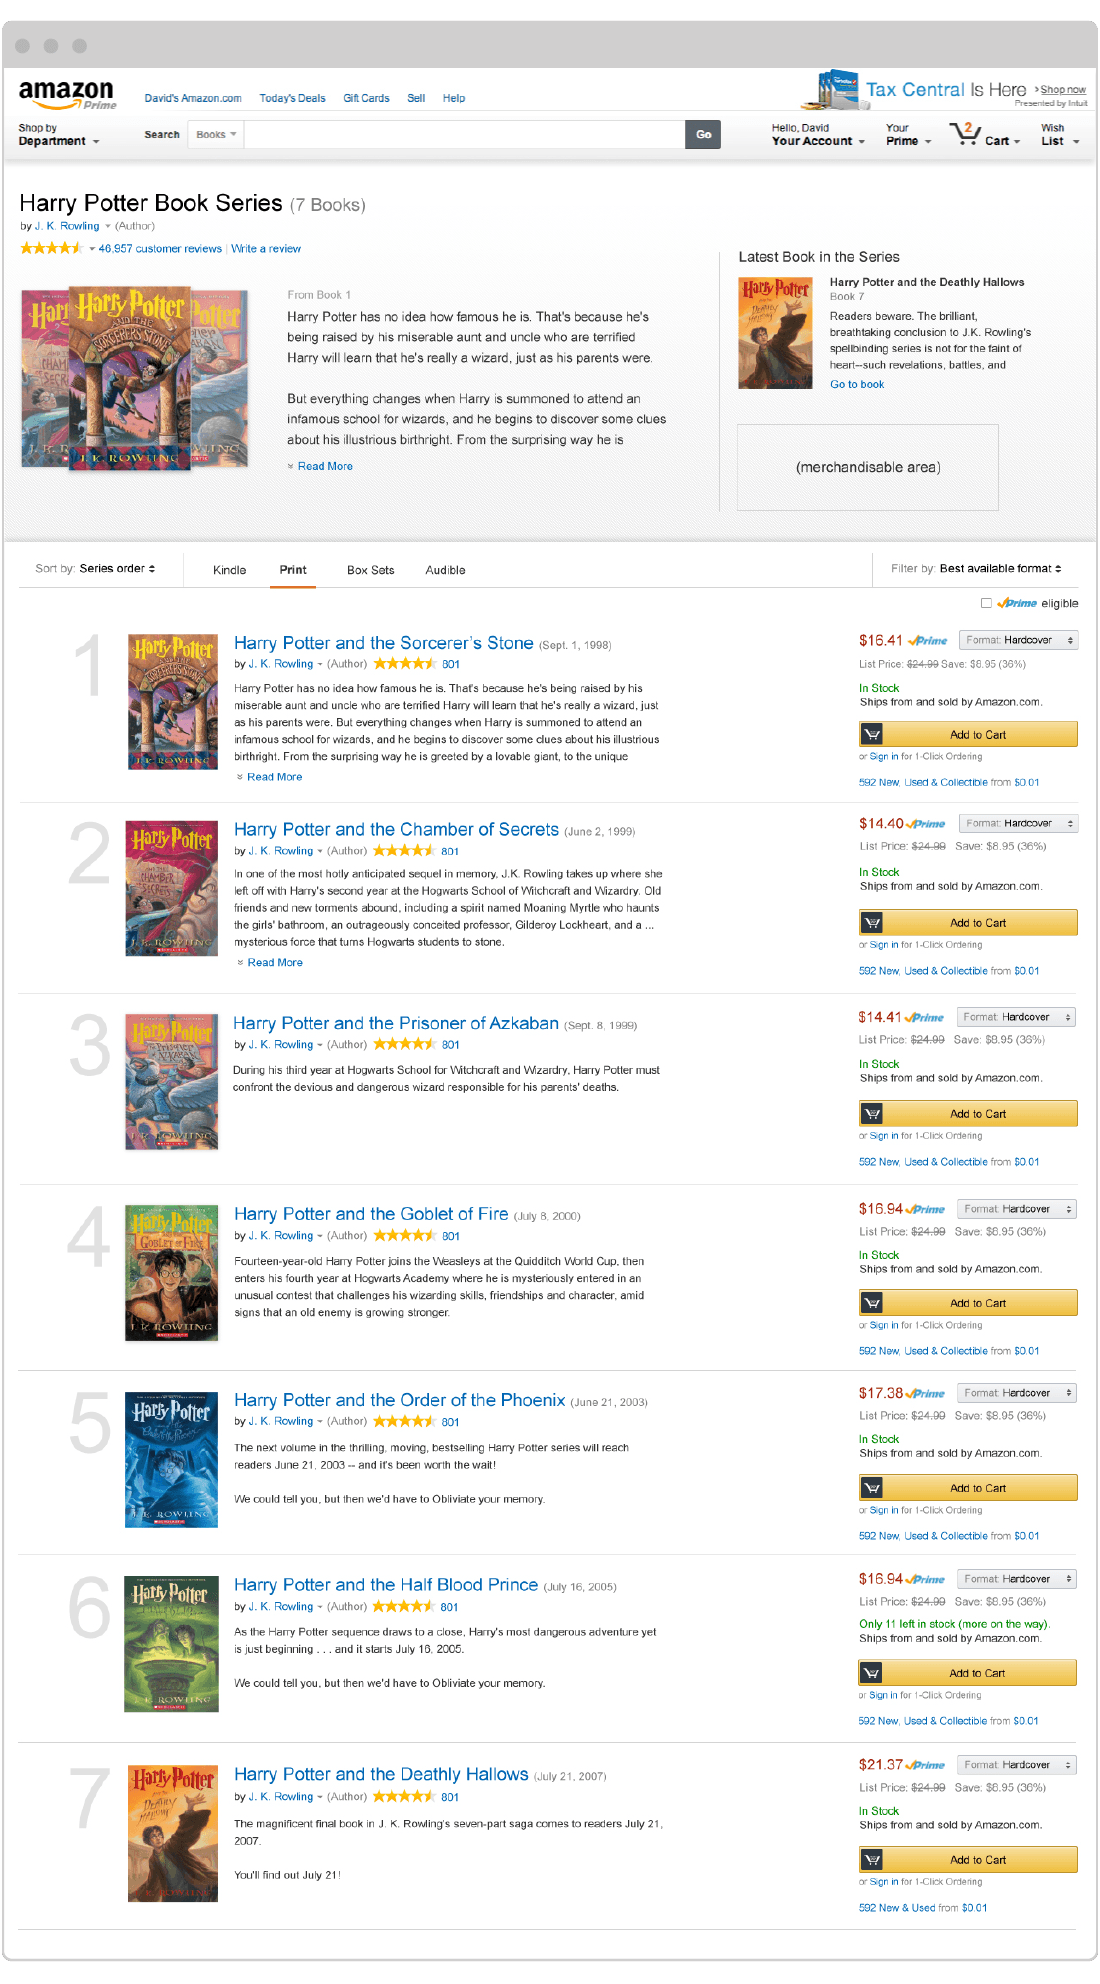 amazon
Prime
David's Amazon.com Today's Deals Gift Cards Sell Help
Tax Central Is Here Shop now
Presented by Intuit
Shop by
Department
Search Books Go
Hello, David
Your Account
Your
Prime
2
Cart
Wish
List
Harry Potter Book Series (7 Books)
by J. K. Rowling (Author)
46,957 customer reviews | Write a review
Harry Potter
AND THE
SORCERER'S STONE
J. K. ROWLING
From Book 1
Harry Potter has no idea how famous he is. That's because he's
being raised by his miserable aunt and uncle who are terrified
Harry will learn that he's really a wizard, just as his parents were.
But everything changes when Harry is summoned to attend an
infamous school for wizards, and he begins to discover some clues
about his illustrious birthright. From the surprising way he is
Read More
Latest Book in the Series
Harry Potter
Harry Potter and the Deathly Hallows
Book 7
Readers beware. The brilliant,
breathtaking conclusion to J.K. Rowling's
spellbinding series is not for the faint of
heart--such revelations, battles, and
Go to book
(merchandisable area)
Sort by: Series order
Kindle Print Box Sets Audible
Filter by: Best available format
Prime eligible
1
Harry Potter
J. K. ROWLING
Harry Potter and the Sorcerer's Stone (Sept. 1, 1998)
by J. K. Rowling (Author) 801
Harry Potter has no idea how famous he is. That's because he's being raised by his
miserable aunt and uncle who are terrified Harry will learn that he's really a wizard, just
as his parents were. But everything changes when Harry is summoned to attend an
infamous school for wizards, and he begins to discover some clues about his illustrious
birthright. From the surprising way he is greeted by a lovable giant, to the unique
Read More
$16.41 Prime Format: Hardcover
List Price: $24.99 Save: $8.95 (36%)
In Stock
Ships from and sold by Amazon.com.
Add to Cart
or Sign in for 1-Click Ordering
592 New, Used & Collectible from $0.01
2
Harry Potter
J. K. ROWLING
Harry Potter and the Chamber of Secrets (June 2, 1999)
by J. K. Rowling (Author) 801
In one of the most hotly anticipated sequel in memory, J.K. Rowling takes up where she
left off with Harry's second year at the Hogwarts School of Witchcraft and Wizardry. Old
friends and new torments abound, including a spirit named Moaning Myrtle who haunts
the girls' bathroom, an outrageously conceited professor, Gilderoy Lockheart, and a ...
mysterious force that turns Hogwarts students to stone.
Read More
$14.40 Prime Format: Hardcover
List Price: $24.99 Save: $8.95 (36%)
In Stock
Ships from and sold by Amazon.com.
Add to Cart
or Sign in for 1-Click Ordering
592 New, Used & Collectible from $0.01
3
Harry Potter
J. K. ROWLING
Harry Potter and the Prisoner of Azkaban (Sept. 8, 1999)
by J. K. Rowling (Author) 801
During his third year at Hogwarts School for Witchcraft and Wizardry, Harry Potter must
confront the devious and dangerous wizard responsible for his parents' deaths.
$14.41 Prime Format: Hardcover
List Price: $24.99 Save: $8.95 (36%)
In Stock
Ships from and sold by Amazon.com.
Add to Cart
or Sign in for 1-Click Ordering
592 New, Used & Collectible from $0.01
4
Harry Potter
GOBLET OF FIRE
J. K. ROWLING
Harry Potter and the Goblet of Fire (July 8, 2000)
by J. K. Rowling (Author) 801
Fourteen-year-old Harry Potter joins the Weasleys at the Quidditch World Cup, then
enters his fourth year at Hogwarts Academy where he is mysteriously entered in an
unusual contest that challenges his wizarding skills, friendships and character, amid
signs that an old enemy is growing stronger.
$16.94 Prime Format: Hardcover
List Price: $24.99 Save: $8.95 (36%)
In Stock
Ships from and sold by Amazon.com.
Add to Cart
or Sign in for 1-Click Ordering
592 New, Used & Collectible from $0.01
5
Harry Potter
J. K. ROWLING
Harry Potter and the Order of the Phoenix (June 21, 2003)
by J. K. Rowling (Author) 801
The next volume in the thrilling, moving, bestselling Harry Potter series will reach
readers June 21, 2003 -- and it's been worth the wait!
We could tell you, but then we'd have to Obliviate your memory.
$17.38 Prime Format: Hardcover
List Price: $24.99 Save: $8.95 (36%)
In Stock
Ships from and sold by Amazon.com.
Add to Cart
or Sign in for 1-Click Ordering
592 New, Used & Collectible from $0.01
6
Harry Potter
J. K. ROWLING
Harry Potter and the Half Blood Prince (July 16, 2005)
by J. K. Rowling (Author) 801
As the Harry Potter sequence draws to a close, Harry's most dangerous adventure yet
is just beginning . . . and it starts July 16, 2005.
We could tell you, but then we'd have to Obliviate your memory.
$16.94 Prime Format: Hardcover
List Price: $24.99 Save: $8.95 (36%)
Only 11 left in stock (more on the way).
Ships from and sold by Amazon.com.
Add to Cart
or Sign in for 1-Click Ordering
592 New, Used & Collectible from $0.01
7
Harry Potter
DEATHLY HALLOWS
J. K. ROWLING
Harry Potter and the Deathly Hallows (July 21, 2007)
by J. K. Rowling (Author) 801
The magnificent final book in J. K. Rowling's seven-part saga comes to readers July 21,
2007.
You'll find out July 21!
$21.37 Prime Format: Hardcover
List Price: $24.99 Save: $8.95 (36%)
In Stock
Ships from and sold by Amazon.com.
Add to Cart
or Sign in for 1-Click Ordering
592 New & Used from $0.01